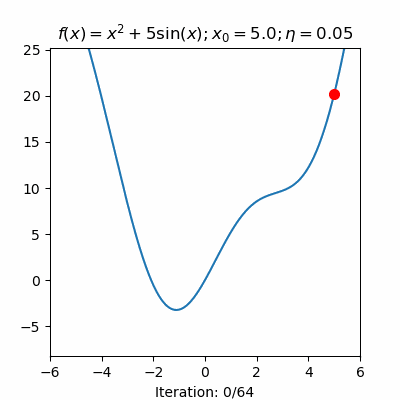 f(x) = x² + 5sin(x); x₀ = 5.0; η = 0.05
25
20
15
10
5
0
−5
−6 −4 −2 0 2 4 6
Iteration: 0/64